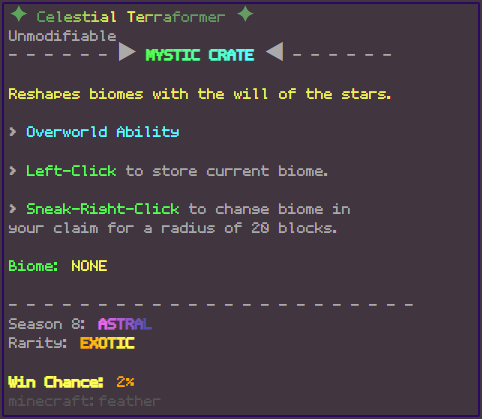 ✦ Celestial Terraformer ✦
Unmodifiable
– – – – – – ▶ MYSTIC CRATE ◀ – – – – – –
Reshapes biomes with the will of the stars.
> Overworld Ability
> Left-Click to store current biome.
> Sneak-Right-Click to change biome in
your claim for a radius of 20 blocks.
Biome: NONE
– – – – – – – – – – – – – – – – – – – – – – – –
Season 8: ASTRAL
Rarity: EXOTIC
Win Chance: 2%
minecraft:feather